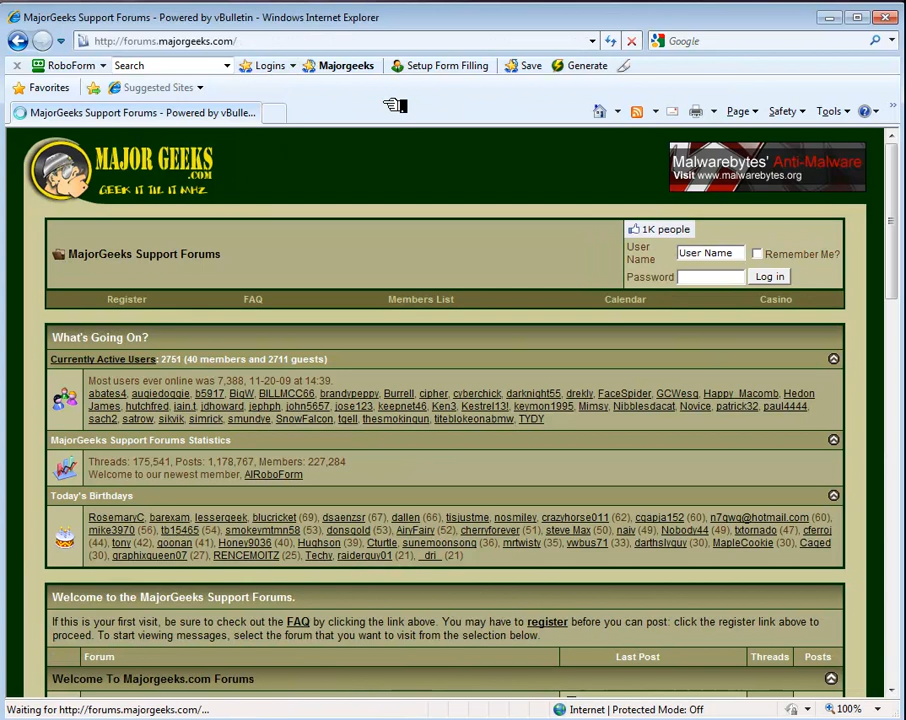 MajorGeeks Support Forums - Powered by vBulletin - Windows Internet Explorer
http://forums.majorgeeks.com/
Google
RoboForm Search Logins Majorgeeks Setup Form Filling Save Generate
Favorites Suggested Sites
MajorGeeks Support Forums - Powered by vBulle...
Page Safety Tools
MAJOR GEEKS
.COM
GEEK IT TIL IT MHZ
Malwarebytes' Anti-Malware
Visit www.malwarebytes.org
1K people
MajorGeeks Support Forums
User Name User Name Remember Me?
Password Log in
Register FAQ Members List Calendar Casino
What's Going On?
Currently Active Users: 2751 (40 members and 2711 guests)
Most users ever online was 7,388, 11-20-09 at 14:39.
abates4, augiedoggie, b5917, BigW, BILLMCC66, brandypeppy, Burrell, cipher, cyberchick, darknight55, drekly, FaceSpider, GCWesq, Happy_Macomb, Hedon
James, hutchfred, iain.t, idhoward, jephph, john5657, jose123, keepnet46, Ken3, Kestrel13!, keymon1995, Mimsy, Nibblesdacat, Novice, patrick32, paul4444,
sach2, satrow, sikvik, simrick, smundve, SnowFalcon, tgell, thesmokingun, titeblokeonabmw, TYDY
MajorGeeks Support Forums Statistics
Threads: 175,541, Posts: 1,178,767, Members: 227,284
Welcome to our newest member, AlRoboForm
Today's Birthdays
RosemaryC, barexam, lessergeek, blucricket (69), dsaenzsr (67), dallen (66), tisjustme, nosmiley, crazyhorse011 (62), cgapja152 (60), n7qwq@hotmail.com (60),
mike3970 (56), tb15465 (54), smokeymtmn58 (53), donsgold (53), AiryFairy (52), cherryforever (51), steve Max (50), naiv (49), Nobody44 (49), txtornado (47), cferroj
(44), tony (42), goonan (41), Honey9036 (40), Hughson (39), Cturtle, sunemoonsong (36), mrtwisty (35), vwbus71 (33), darthslvguy (30), MapleCookie (30), Caged
(30), graphixqueen07 (27), RENCEMOITZ (25), Techy, raiderguy01 (21), _dri_ (21)
Welcome to the MajorGeeks Support Forums.
If this is your first visit, be sure to check out the FAQ by clicking the link above. You may have to register before you can post: click the register link above to
proceed. To start viewing messages, select the forum that you want to visit from the selection below.
Forum Last Post Threads Posts
Welcome To Majorgeeks.com Forums
Waiting for http://forums.majorgeeks.com/... Internet | Protected Mode: Off 100%